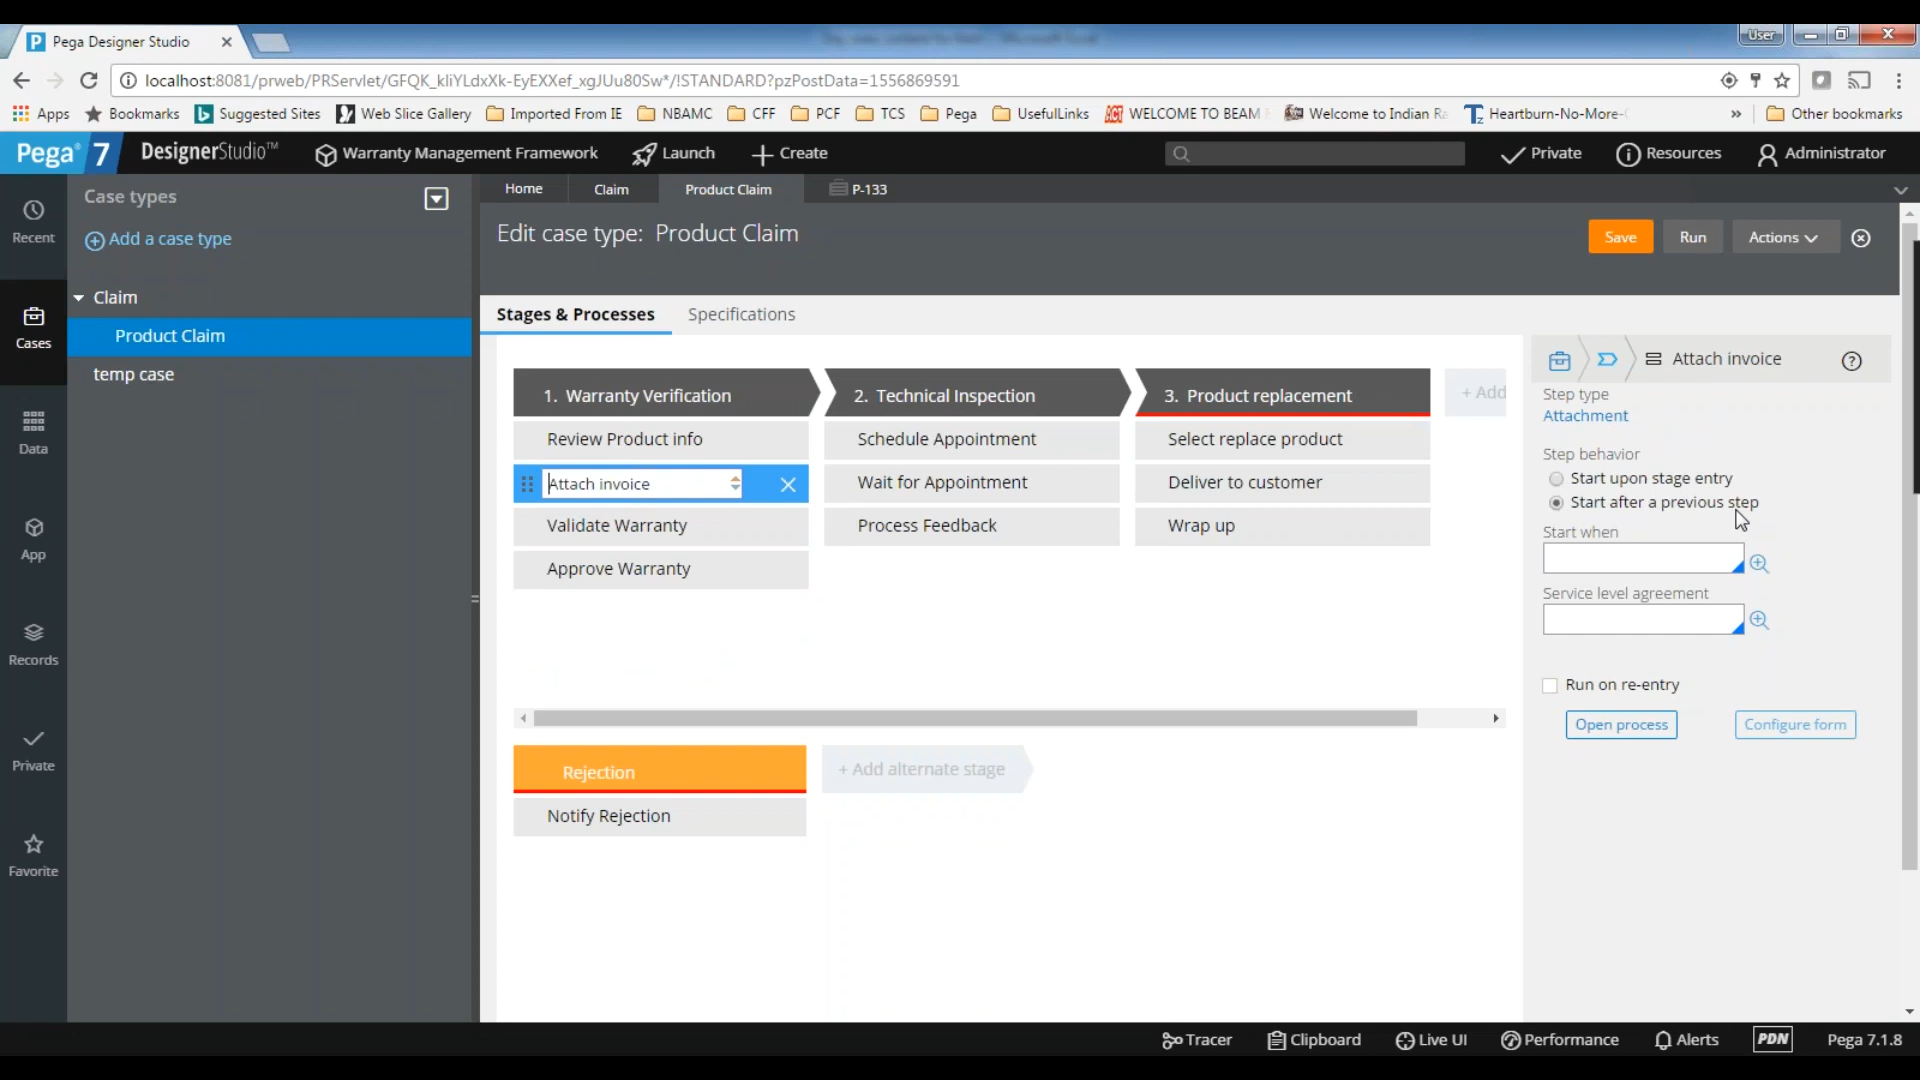 Pega Designer Studio
User
localhost:8081/prweb/PRServlet/GFQK_kliYLdxXk-EyEXXef_xgJUu80Sw*/!STANDARD?pzPostData=1556869591
Apps Bookmarks Suggested Sites Web Slice Gallery Imported From IE NBAMC CFF PCF TCS Pega UsefulLinks WELCOME TO BEAM Welcome to Indian Heartburn-No-More- » Other bookmarks
Pega 7 DesignerStudio™ Warranty Management Framework Launch Create Private Resources Administrator
Recent
Cases
Data
App
Records
Private
Favorite
Case types
Add a case type
Claim
Product Claim
temp case
Home Claim Product Claim P-133
Edit case type: Product Claim
Save Run Actions
Stages & Processes Specifications
1. Warranty Verification
Review Product info
Attach invoice
Validate Warranty
Approve Warranty
2. Technical Inspection
Schedule Appointment
Wait for Appointment
Process Feedback
3. Product replacement
Select replace product
Deliver to customer
Wrap up
+ Add
Rejection
Notify Rejection
+ Add alternate stage
Attach invoice
Step type
Attachment
Step behavior
Start upon stage entry
Start after a previous step
Start when
Service level agreement
Run on re-entry
Open process Configure form
Tracer Clipboard Live UI Performance Alerts PDN Pega 7.1.8